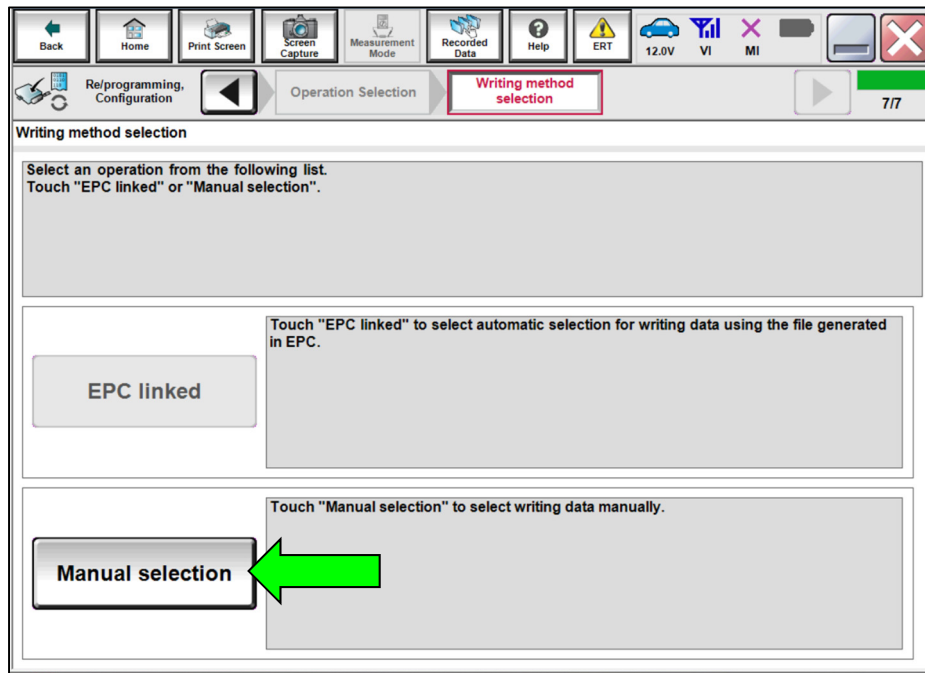 Back
Home
Print Screen
Screen
Capture
Measurement
Mode
Recorded
Data
Help
ERT
12.0V
VI
MI
Re/programming,
Configuration
Operation Selection
Writing method
selection
7/7
Writing method selection
Select an operation from the following list.
Touch "EPC linked" or "Manual selection".
EPC linked
Touch "EPC linked" to select automatic selection for writing data using the file generated
in EPC.
Manual selection
Touch "Manual selection" to select writing data manually.